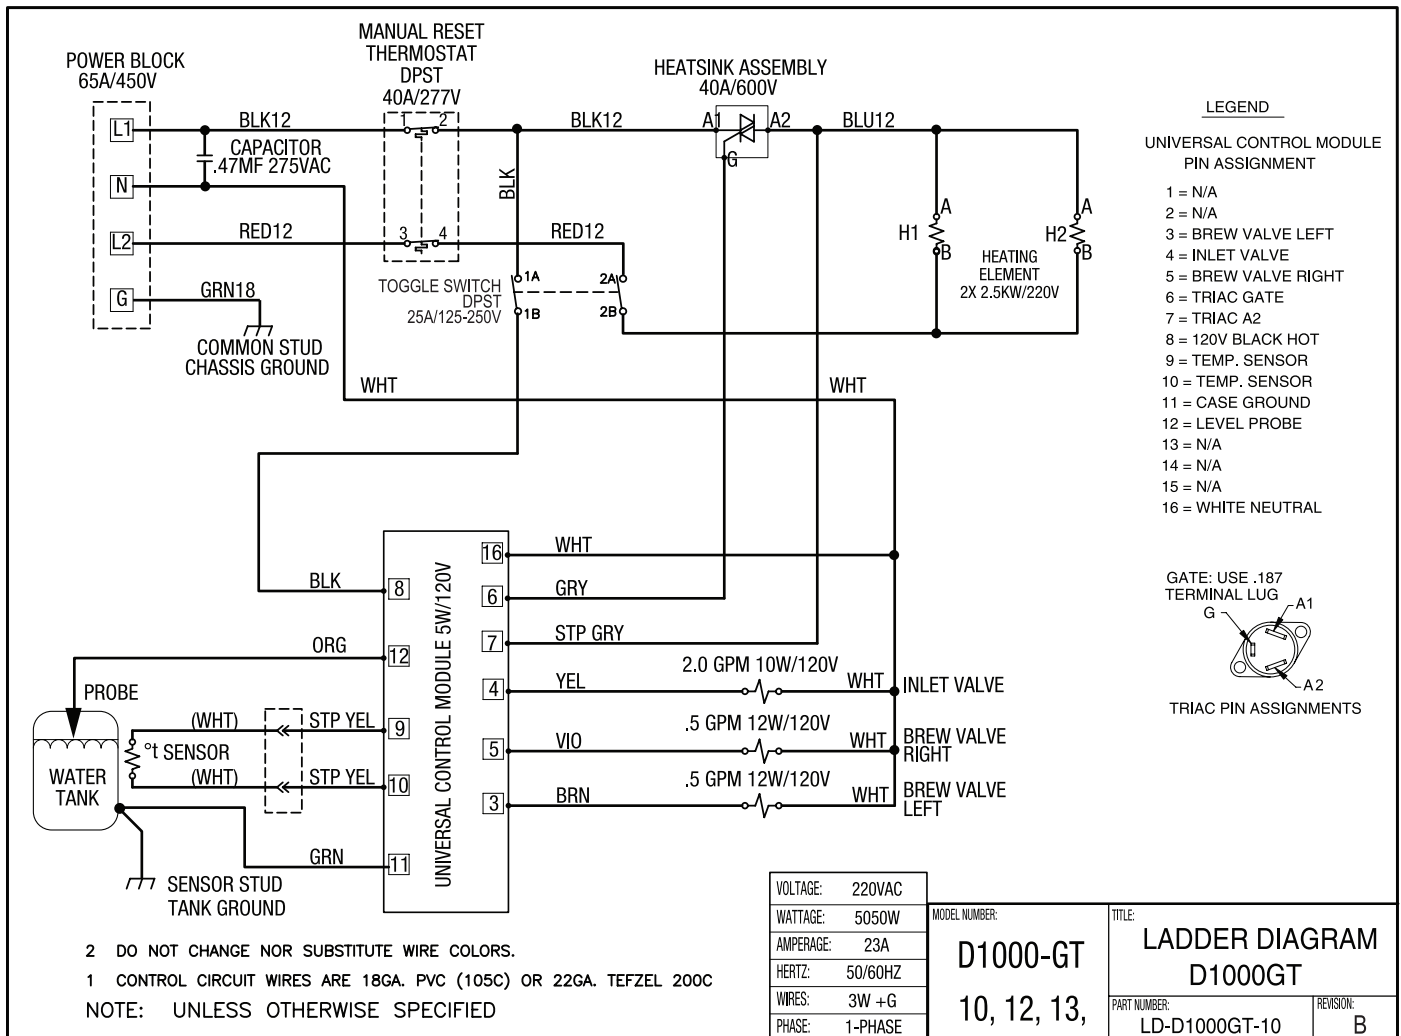 MANUAL RESET
THERMOSTAT
DPST
40A/277V
POWER BLOCK
65A/450V
HEATSINK ASSEMBLY
40A/600V
L1
BLK12
1
2
BLK12
A1
A2
G
BLU12
CAPACITOR
.47MF 275VAC
N
BLK
L2
RED12
3
4
RED12
G
GRN18
COMMON STUD
CHASSIS GROUND
TOGGLE SWITCH
DPST
25A/125-250V
1A
1B
2A
2B
A
H1
B
A
H2
B
HEATING
ELEMENT
2X 2.5KW/220V
WHT
WHT
LEGEND
UNIVERSAL CONTROL MODULE
PIN ASSIGNMENT
1 = N/A
2 = N/A
3 = BREW VALVE LEFT
4 = INLET VALVE
5 = BREW VALVE RIGHT
6 = TRIAC GATE
7 = TRIAC A2
8 = 120V BLACK HOT
9 = TEMP. SENSOR
10 = TEMP. SENSOR
11 = CASE GROUND
12 = LEVEL PROBE
13 = N/A
14 = N/A
15 = N/A
16 = WHITE NEUTRAL
GATE: USE .187
TERMINAL LUG
G
A1
A2
TRIAC PIN ASSIGNMENTS
UNIVERSAL CONTROL MODULE 5W/120V
BLK
8
ORG
12
PROBE
(WHT)
STP YEL
9
°t SENSOR
(WHT)
STP YEL
10
WATER
TANK
GRN
11
SENSOR STUD
TANK GROUND
16
WHT
6
GRY
7
STP GRY
4
YEL
2.0 GPM 10W/120V
WHT
INLET VALVE
5
VIO
.5 GPM 12W/120V
WHT
BREW VALVE
RIGHT
3
BRN
.5 GPM 12W/120V
WHT
BREW VALVE
LEFT
2 DO NOT CHANGE NOR SUBSTITUTE WIRE COLORS.
1 CONTROL CIRCUIT WIRES ARE 18GA. PVC (105C) OR 22GA. TEFZEL 200C
NOTE: UNLESS OTHERWISE SPECIFIED
VOLTAGE: 220VAC
WATTAGE: 5050W
AMPERAGE: 23A
HERTZ: 50/60HZ
WIRES: 3W +G
PHASE: 1-PHASE
MODEL NUMBER:
D1000-GT
10, 12, 13,
TITLE:
LADDER DIAGRAM
D1000GT
PART NUMBER:
LD-D1000GT-10
REVISION:
B